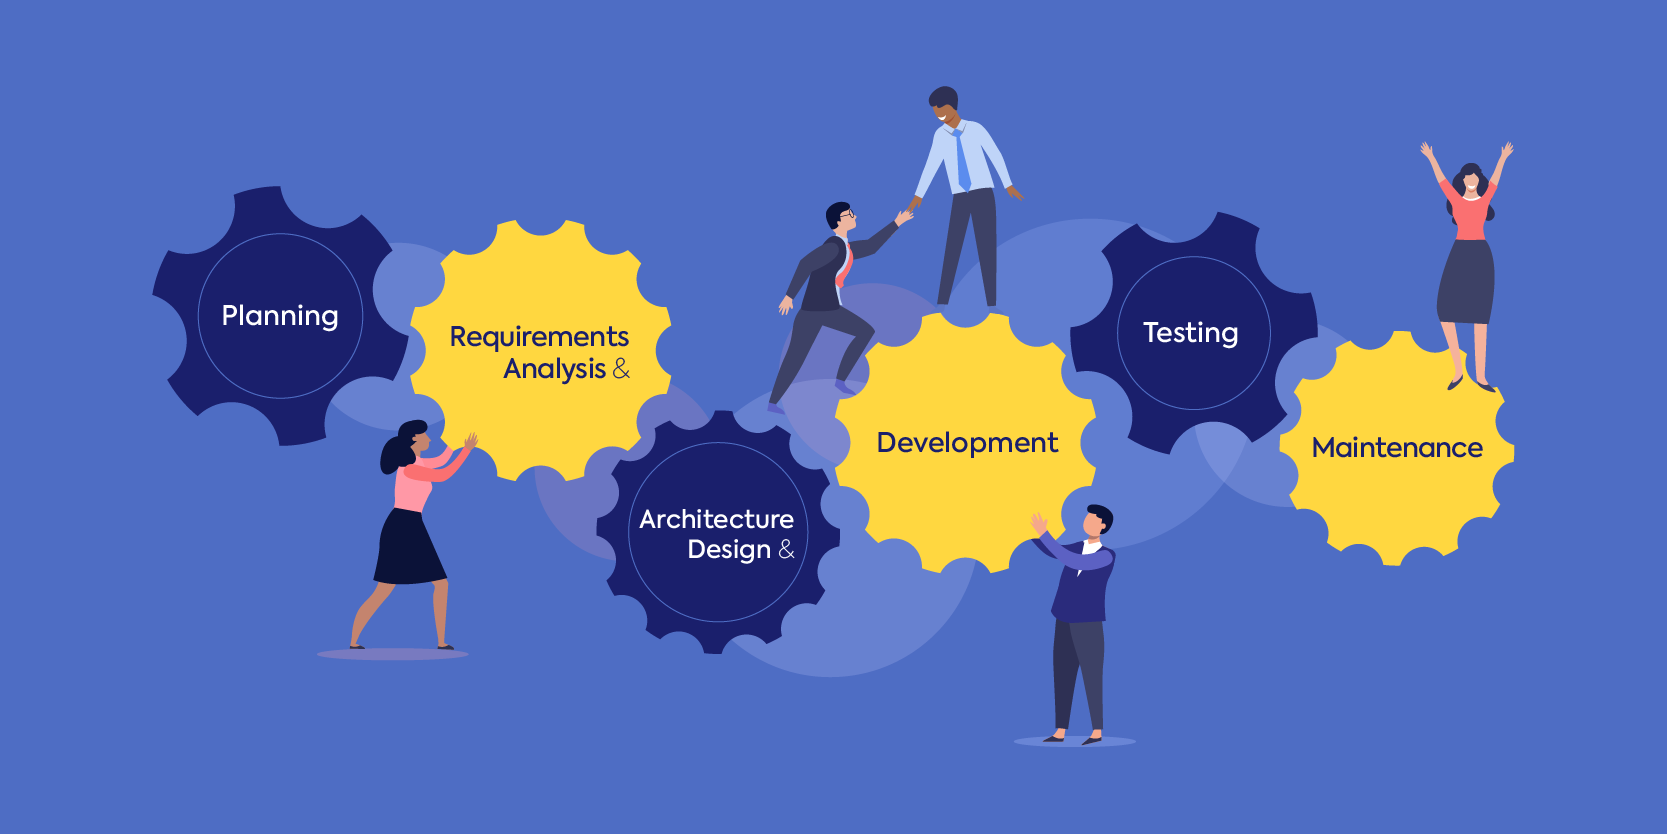 Planning
Requirements
Analysis &
Architecture
Design &
Development
Testing
Maintenance